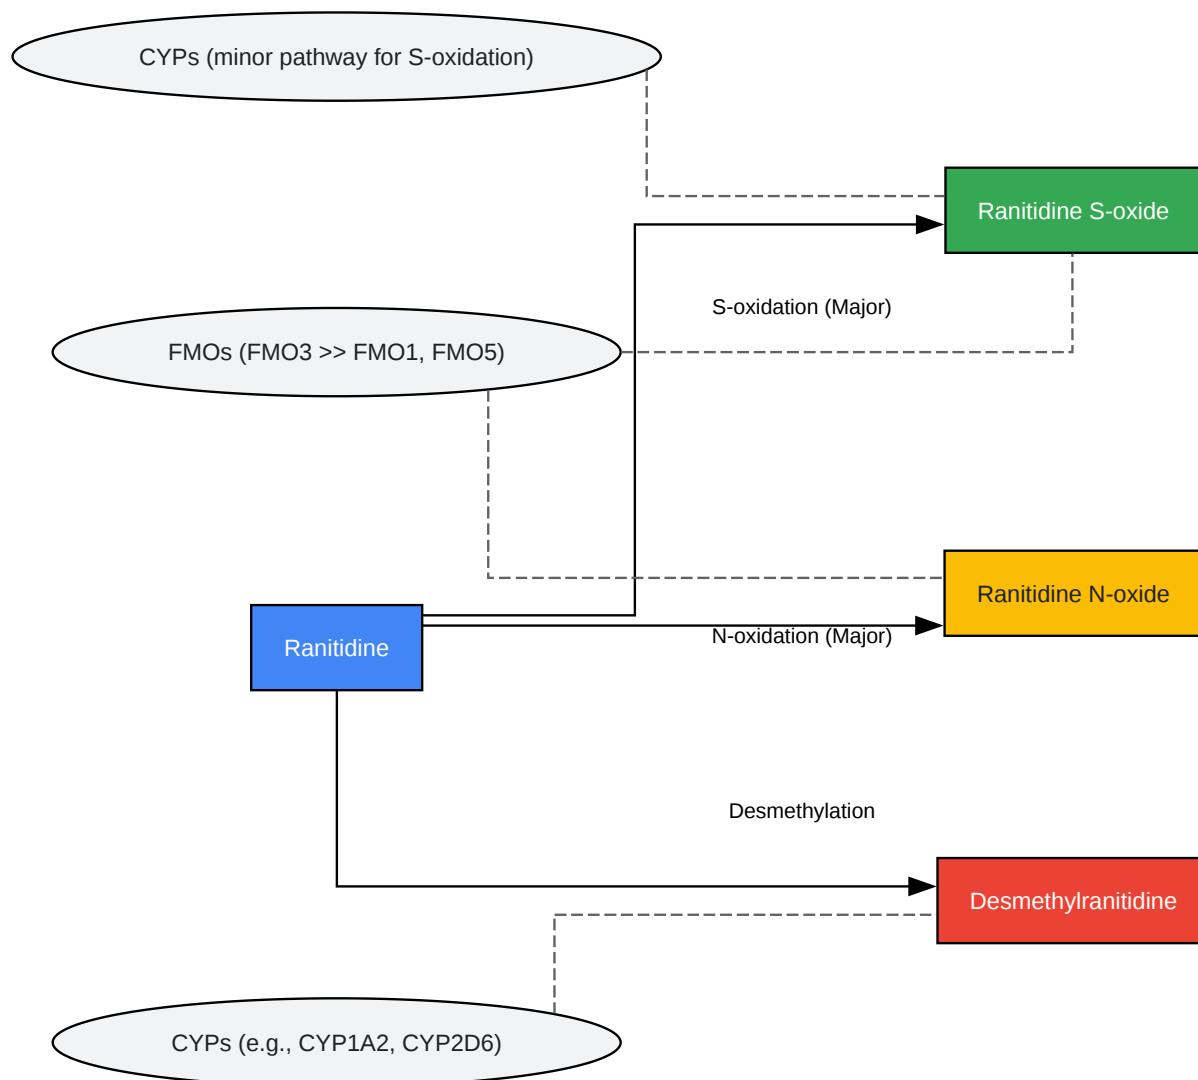 CYPs (minor pathway for S-oxidation)
Ranitidine S-oxide
S-oxidation (Major)
FMOs (FMO3 >> FMO1, FMO5)
Ranitidine N-oxide
N-oxidation (Major)
Ranitidine
Desmethylation
Desmethylranitidine
CYPs (e.g., CYP1A2, CYP2D6)